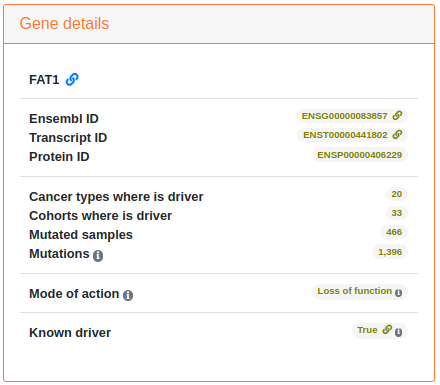 Gene details
FAT1
Ensembl ID ENSG00000083857
Transcript ID ENST00000441802
Protein ID ENSP00000406229
Cancer types where is driver 20
Cohorts where is driver 33
Mutated samples 466
Mutations 1,396
Mode of action Loss of function
Known driver True